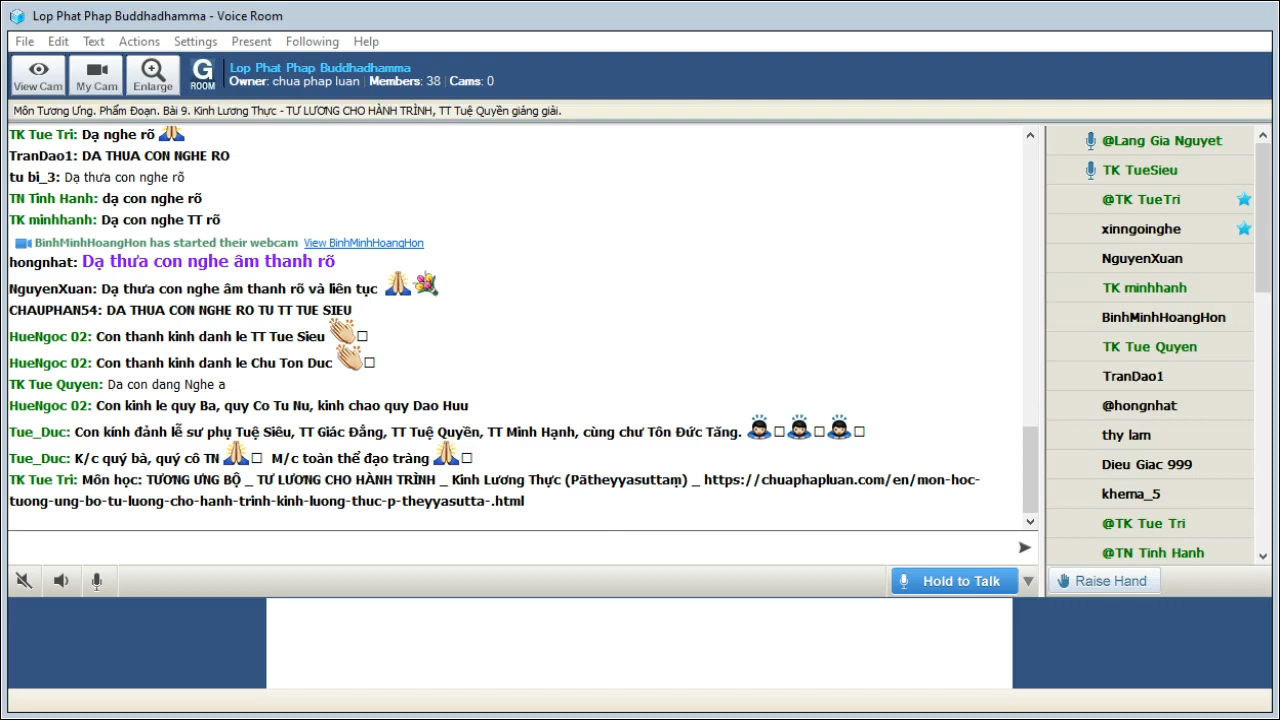 Lop Phat Phap Buddhadhamma - Voice Room
File Edit Text Actions Settings Present Following Help
View Cam My Cam Enlarge G ROOM
Lop Phat Phap Buddhadhamma
Owner: chua phap luan | Members: 38 | Cams: 0
Môn Tương Ưng. Phẩm Đoạn. Bài 9. Kinh Lương Thực - TƯ LƯƠNG CHO HÀNH TRÌNH, TT Tuệ Quyền giảng giải.
TK Tue Tri: Dạ nghe rõ
TranDao1: DA THUA CON NGHE RO
tu bi_3: Dạ thưa con nghe rõ
TN Tinh Hanh: dạ con nghe rõ
TK minhhanh: Dạ con nghe TT rõ
BinhMinhHoangHon has started their webcam View BinhMinhHoangHon
hongnhat: Dạ thưa con nghe âm thanh rõ
NguyenXuan: Dạ thưa con nghe âm thanh rõ và liên tục
CHAUPHAN54: DA THUA CON NGHE RO TU TT TUE SIEU
HueNgoc 02: Con thanh kinh danh le TT Tue Sieu
HueNgoc 02: Con thanh kinh danh le Chu Ton Duc
TK Tue Quyen: Da con dang Nghe a
HueNgoc 02: Con kinh le quy Ba, quy Co Tu Nu, kinh chao quy Dao Huu
Tue_Duc: Con kính đảnh lễ sư phụ Tuệ Siêu, TT Giác Đẳng, TT Tuệ Quyền, TT Minh Hạnh, cùng chư Tôn Đức Tăng.
Tue_Duc: K/c quý bà, quý cô TN M/c toàn thể đạo tràng
TK Tue Tri: Môn học: TƯƠNG ƯNG BỘ _ TƯ LƯƠNG CHO HÀNH TRÌNH _ Kinh Lương Thực (Pātheyyasuttaṃ) _ https://chuaphapluan.com/en/mon-hoc-
tuong-ung-bo-tu-luong-cho-hanh-trinh-kinh-luong-thuc-p-theyyasutta-.html
Hold to Talk
@Lang Gia Nguyet
TK TueSieu
@TK TueTri
xinngoinghe
NguyenXuan
TK minhhanh
BinhMinhHoangHon
TK Tue Quyen
TranDao1
@hongnhat
thy lam
Dieu Giac 999
khema_5
@TK Tue Tri
@TN Tinh Hanh
Raise Hand